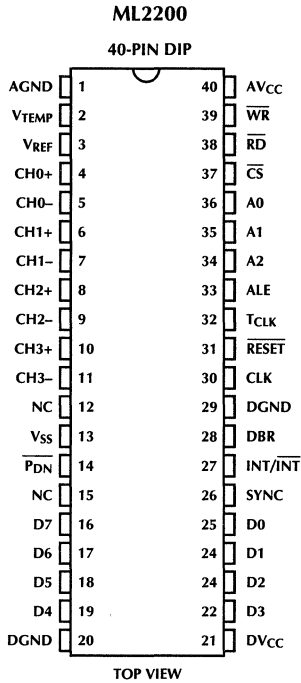 ML2200
40-PIN DIP
AGND 1 40 AVCC
VTEMP 2 39 WR
VREF 3 38 RD
CH0+ 4 37 CS
CH0– 5 36 A0
CH1+ 6 35 A1
CH1– 7 34 A2
CH2+ 8 33 ALE
CH2– 9 32 TCLK
CH3+ 10 31 RESET
CH3– 11 30 CLK
NC 12 29 DGND
VSS 13 28 DBR
PDN 14 27 INT/INT
NC 15 26 SYNC
D7 16 25 D0
D6 17 24 D1
D5 18 24 D2
D4 19 22 D3
DGND 20 21 DVCC
TOP VIEW